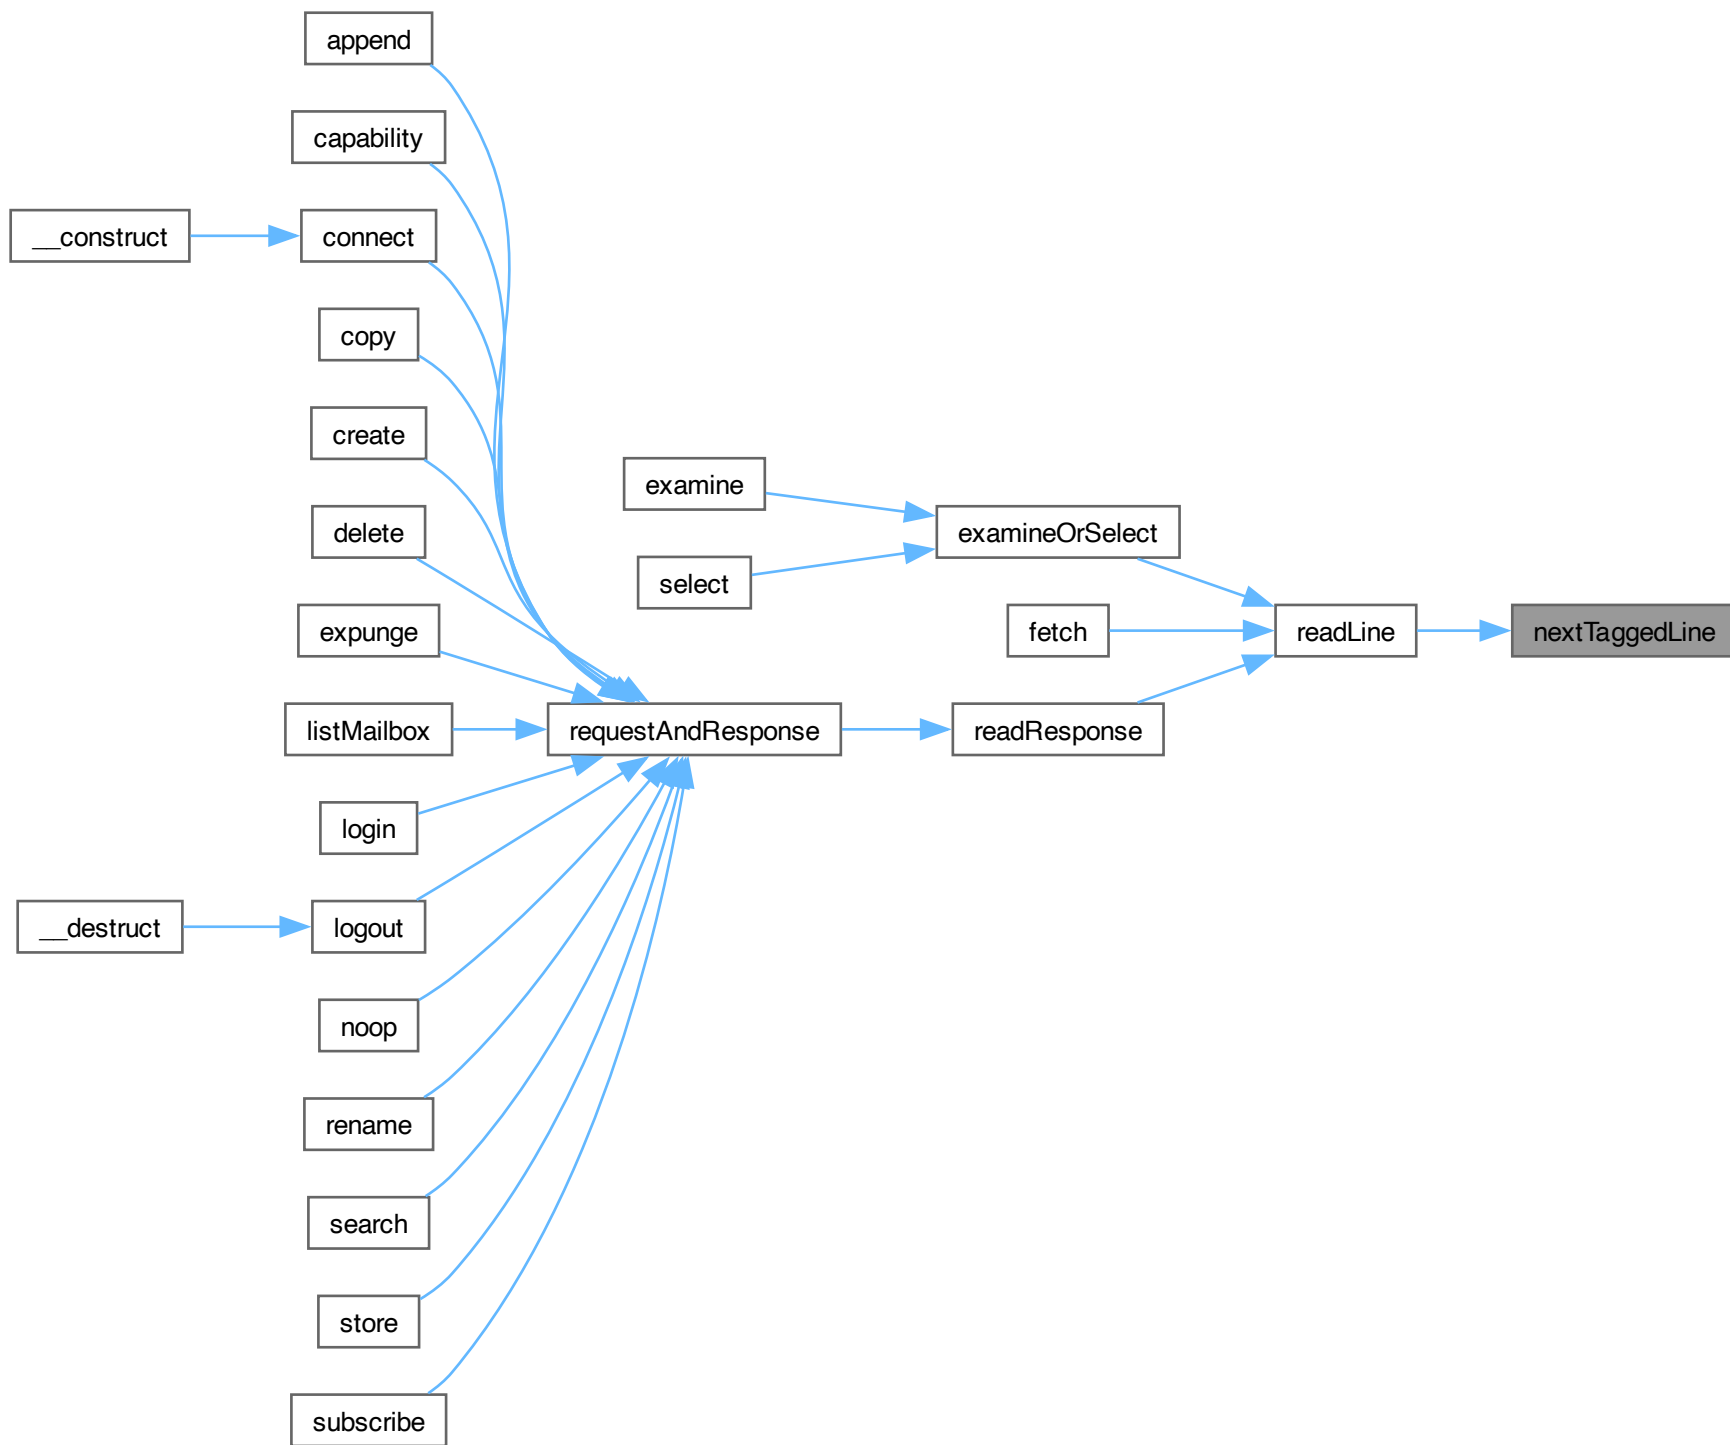 append
capability
__construct
connect
copy
create
examine
delete
examineOrSelect
select
expunge
fetch
readLine
nextTaggedLine
listMailbox
requestAndResponse
readResponse
login
__destruct
logout
noop
rename
search
store
subscribe